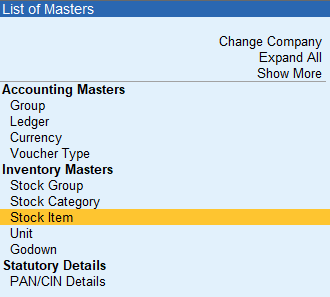 List of Masters
Change Company
Expand All
Show More
Accounting Masters
Group
Ledger
Currency
Voucher Type
Inventory Masters
Stock Group
Stock Category
Stock Item
Unit
Godown
Statutory Details
PAN/CIN Details